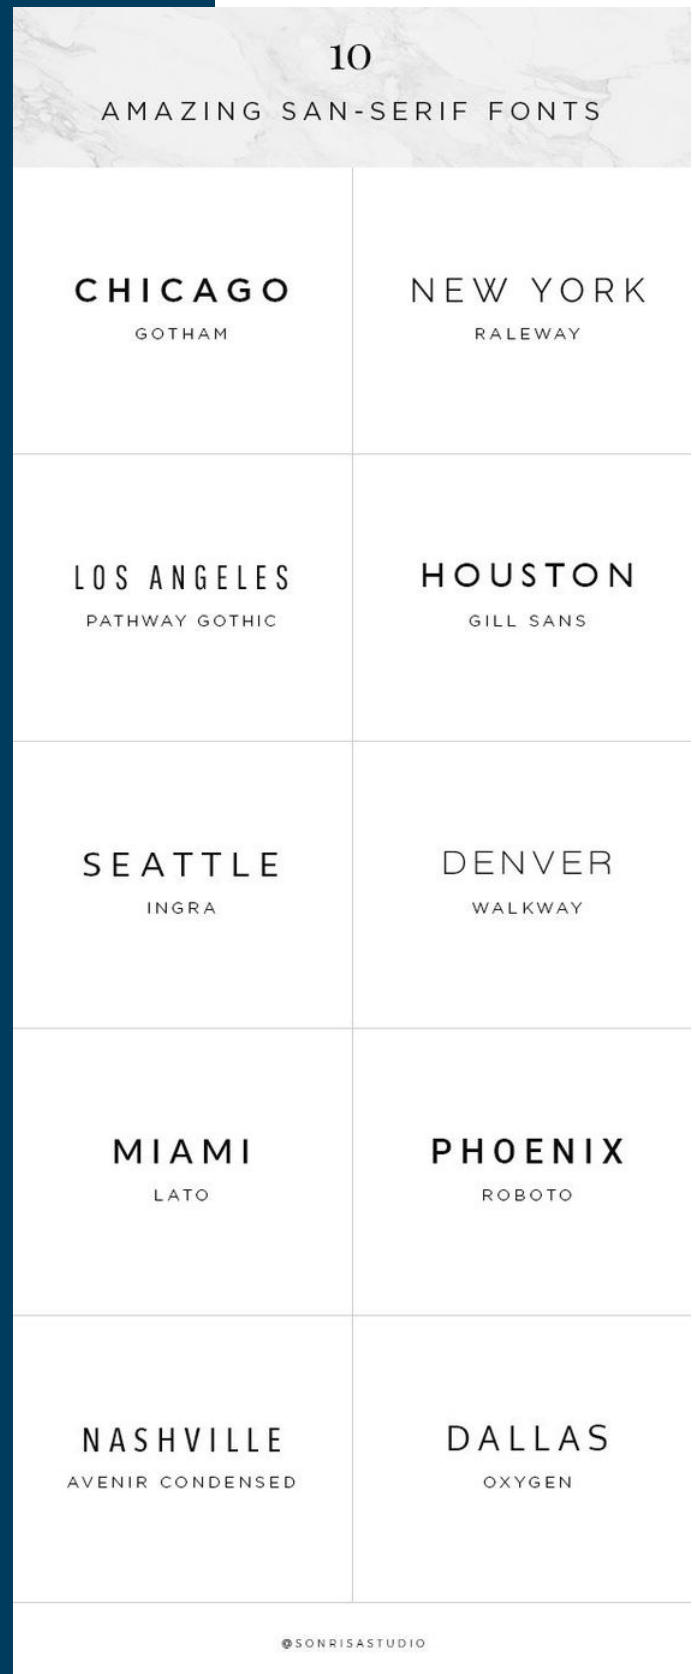 10
AMAZING SAN-SERIF FONTS
CHICAGO
GOTHAM
NEW YORK
RALEWAY
LOS ANGELES
PATHWAY GOTHIC
HOUSTON
GILL SANS
SEATTLE
INGRA
DENVER
WALKWAY
MIAMI
LATO
PHOENIX
ROBOTO
NASHVILLE
AVENIR CONDENSED
DALLAS
OXYGEN
@SONRISASTUDIO